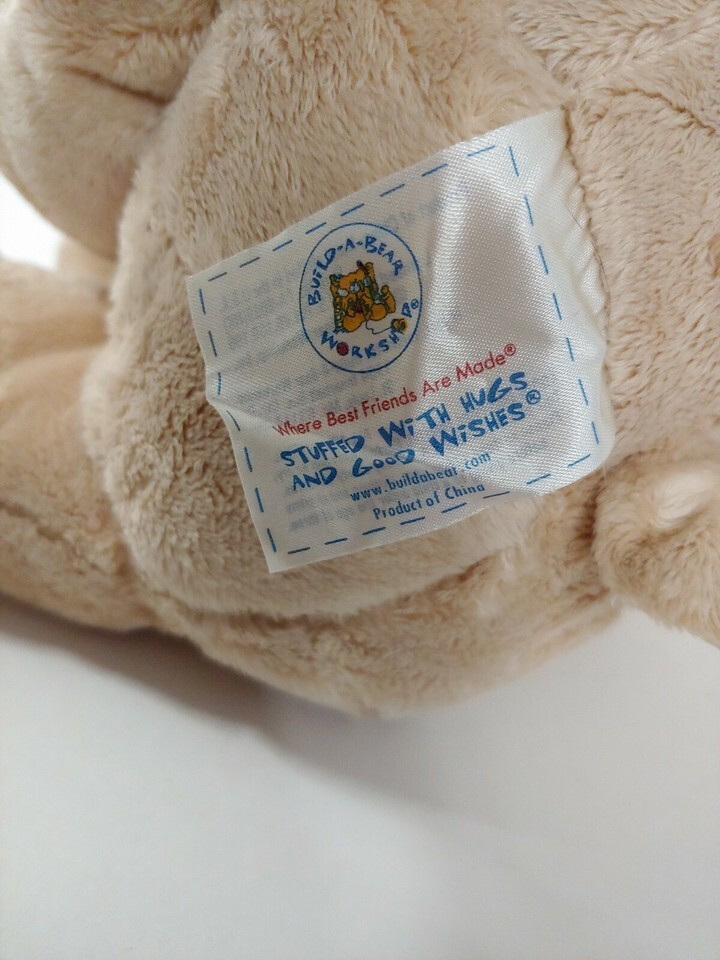 BUILD-A-BEAR
WORKSHOP®
Where Best Friends Are Made®
STUFFED WITH HUGS
AND GOOD WISHES®
www.buildabear.com
Product of China